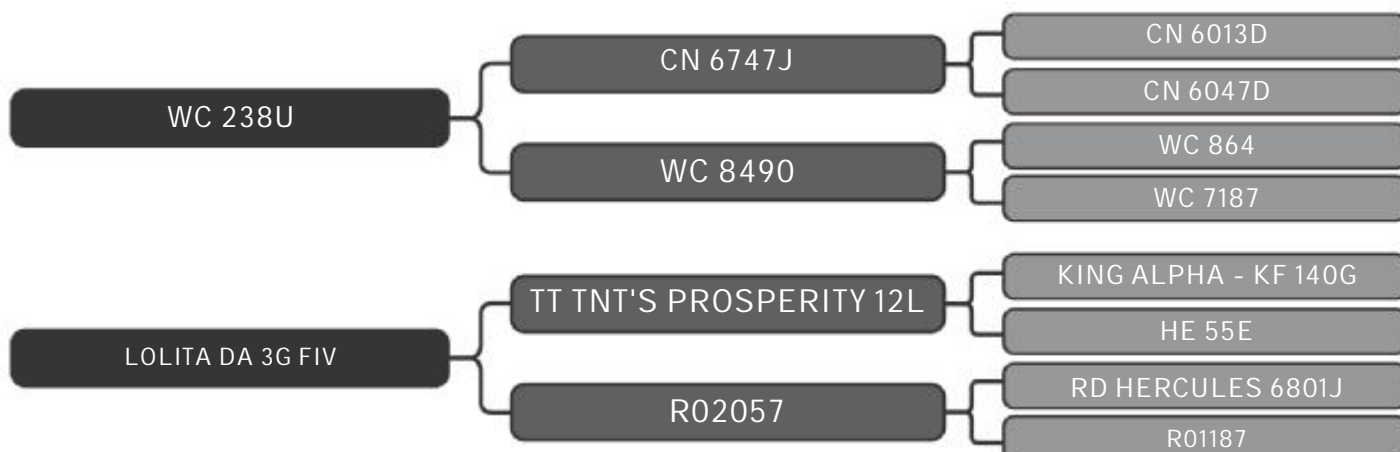 CN 6013D
CN 6747J
CN 6047D
WC 238U
WC 864
WC 8490
WC 7187
KING ALPHA - KF 140G
TT TNT'S PROSPERITY 12L
HE 55E
LOLITA DA 3G FIV
RD HERCULES 6801J
R02057
R01187